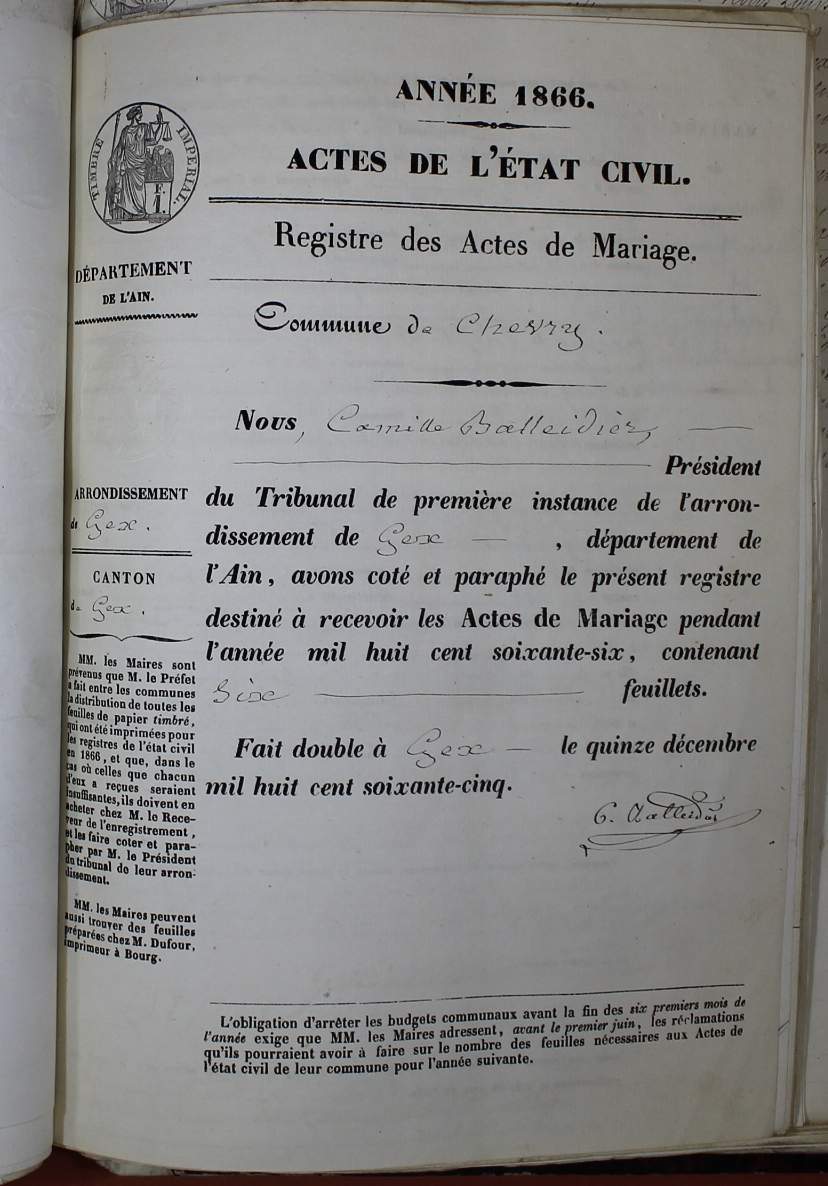 ANNÉE 1866.
ACTES DE L'ÉTAT CIVIL.
Registre des Actes de Mariage.
TIMBRE IMPÉRIAL.
DÉPARTEMENT
DE L'AIN.
Commune de Chevry.
Nous, Camille Balleidier,
Président
du Tribunal de première instance de l'arron-
dissement de Gex, département de
l'Ain, avons coté et paraphé le présent registre
destiné à recevoir les Actes de Mariage pendant
l'année mil huit cent soixante-six, contenant
Six feuillets.
Fait double à Gex le quinze décembre
mil huit cent soixante-cinq.
C. Balleidier
ARRONDISSEMENT
de Gex.
CANTON
de Gex.
MM. les Maires sont
prévenus que M. le Préfet
a fait entre les communes
la distribution de toutes les
feuilles de papier timbré,
qui ont été imprimées pour
les registres de l'état civil
en 1866, et que, dans le
cas où celles que chacun
d'eux a reçues seraient
insuffisantes, ils doivent en
acheter chez M. le Rece-
veur de l'enregistrement,
et les faire coter et para-
pher par M. le Président
du tribunal de leur arron-
dissement.
MM. les Maires peuvent
aussi trouver des feuilles
préparées chez M. Dufour,
imprimeur à Bourg.
L'obligation d'arrêter les budgets communaux avant la fin des six premiers mois de
l'année exige que MM. les Maires adressent, avant le premier juin, les réclamations
qu'ils pourraient avoir à faire sur le nombre des feuilles nécessaires aux Actes de
l'état civil de leur commune pour l'année suivante.